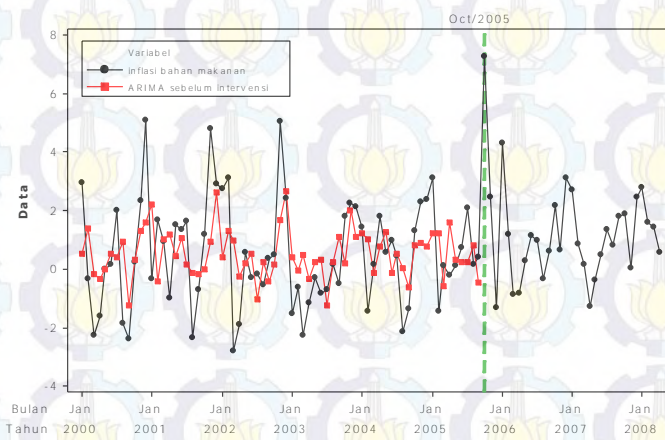 Oct/2005
Variabel
inflasi bahan makanan
ARIMA sebelum Intervensi
Data
8
6
4
2
0
-2
-4
Bulan Jan Jan Jan Jan Jan Jan Jan Jan Jan
Tahun 2000 2001 2002 2003 2004 2005 2006 2007 2008